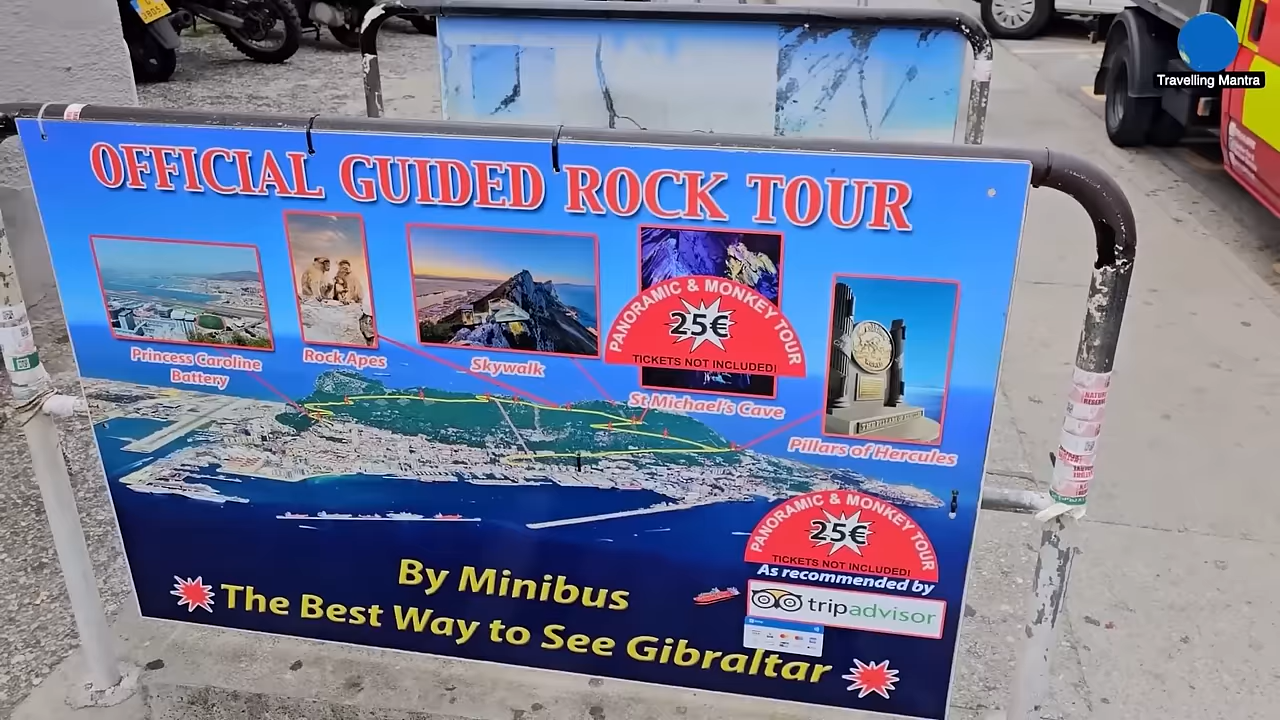 Travelling Mantra
OFFICIAL GUIDED ROCK TOUR
Princess Caroline
Battery
Rock Apes
Skywalk
PANORAMIC & MONKEY TOUR
25€
TICKETS NOT INCLUDED!
St Michael's Cave
Pillars of Hercules
PANORAMIC & MONKEY TOUR
25€
TICKETS NOT INCLUDED!
As recommended by
tripadvisor
By Minibus
The Best Way to See Gibraltar
NATURE
RESERVE